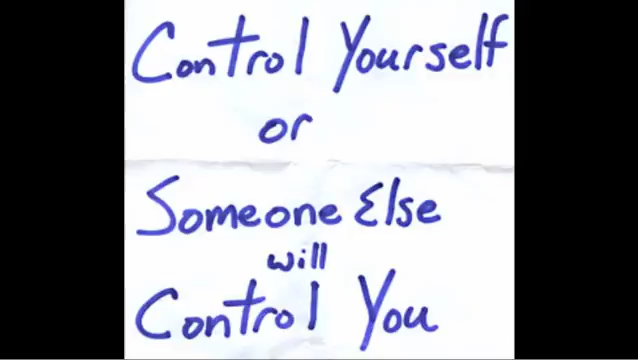 Control Yourself
or
Someone Else
will
Control You